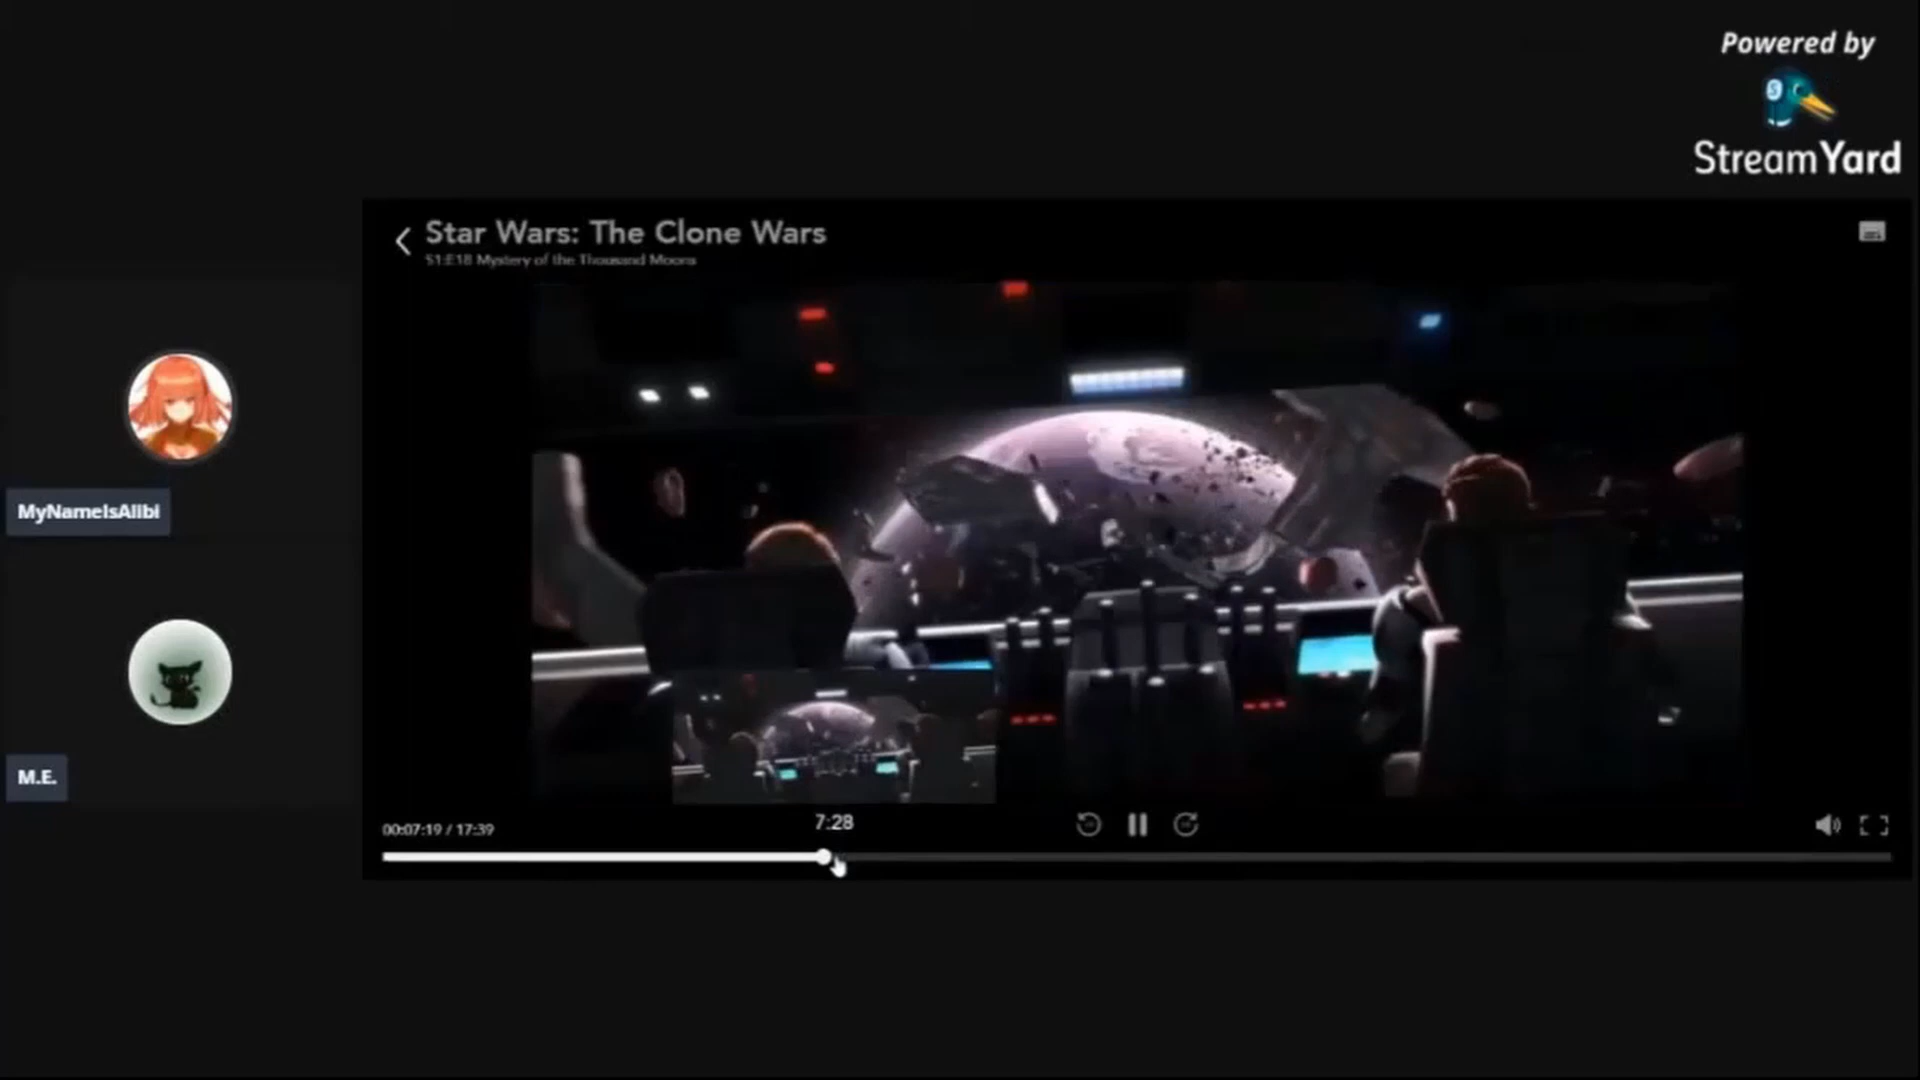 Powered by
StreamYard
Star Wars: The Clone Wars
S1:E18 Mystery of the Thousand Moons
MyNameIsAlibi
M.E.
7:28
00:07:19 / 17:39